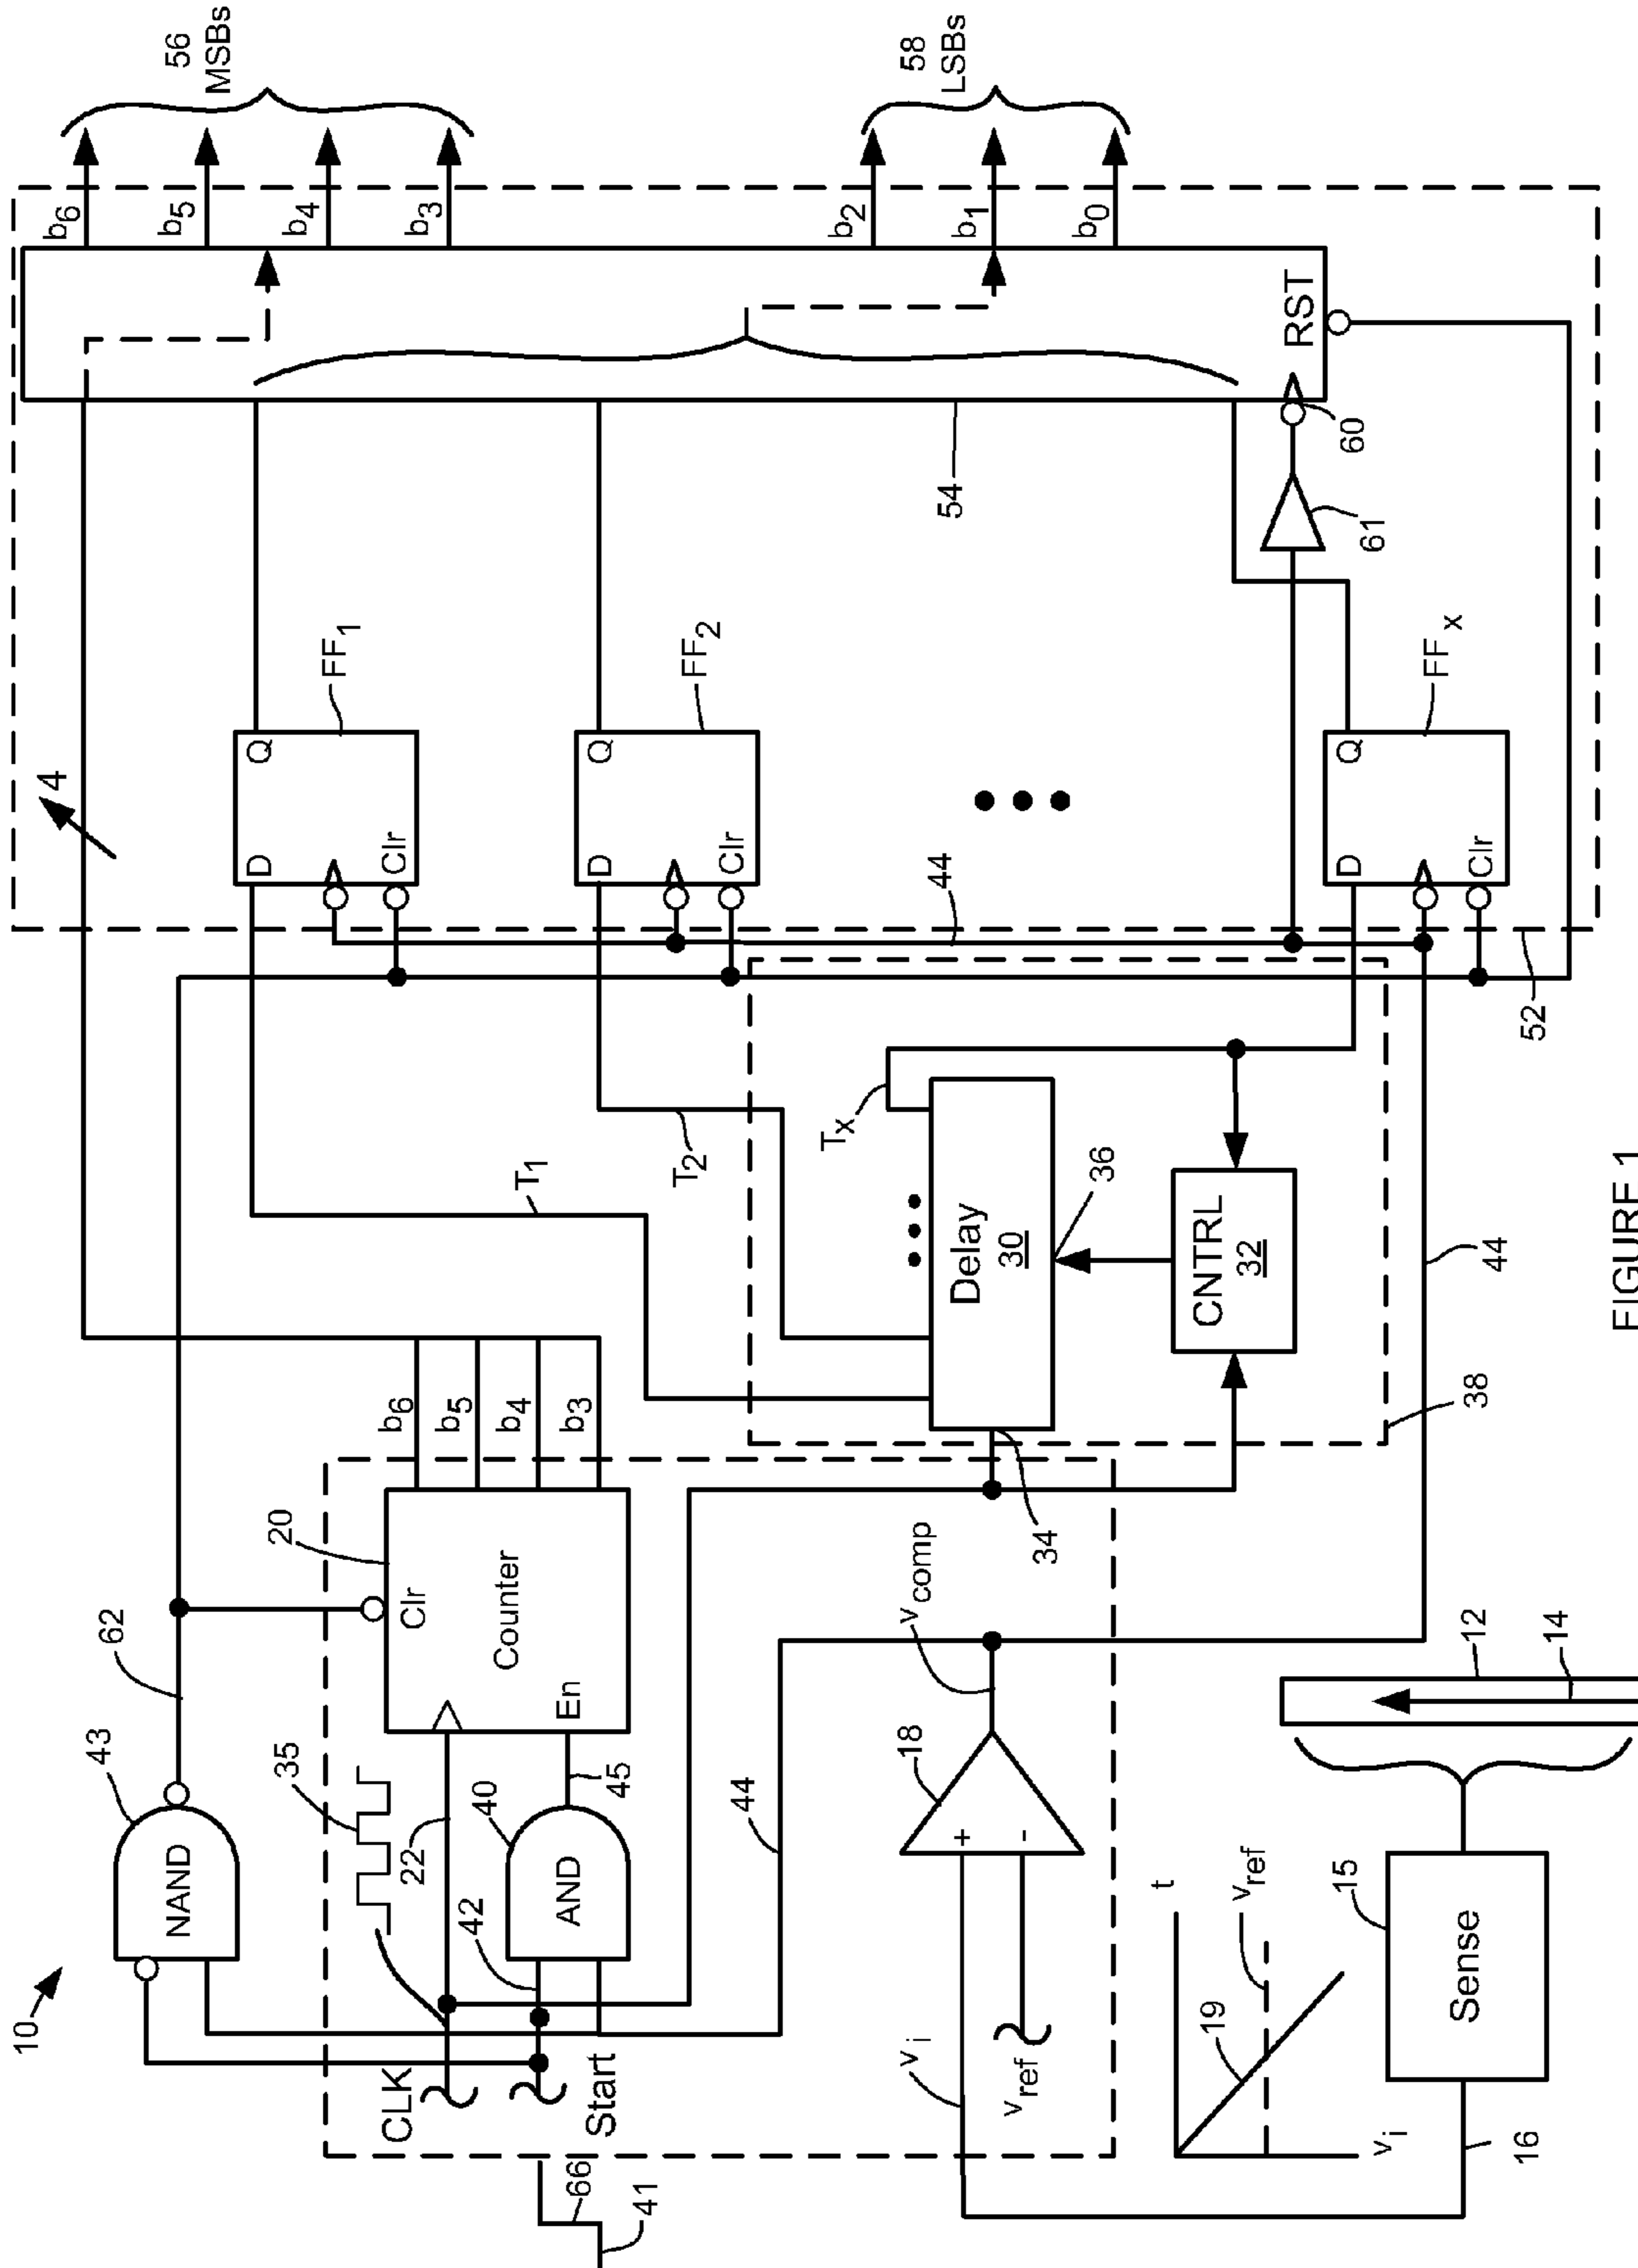 10
43
NAND
62
CLK
Start
66
41
35
22
42
40
AND
45
20
Clr
Counter
En
b6
b5
b4
b3
4
T1
T2
Tx
D
Q
Clr
FF1
D
Q
Clr
FF2
D
Q
Clr
FFx
44
54
61
60
RST
b6
b5
b4
b3
56
MSBs
b2
b1
b0
58
LSBs
vi
vref
+
-
18
vcomp
44
34
Delay
30
36
CNTRL
32
38
44
52
t
19
vref
vi
16
15
Sense
12
14
FIGURE 1